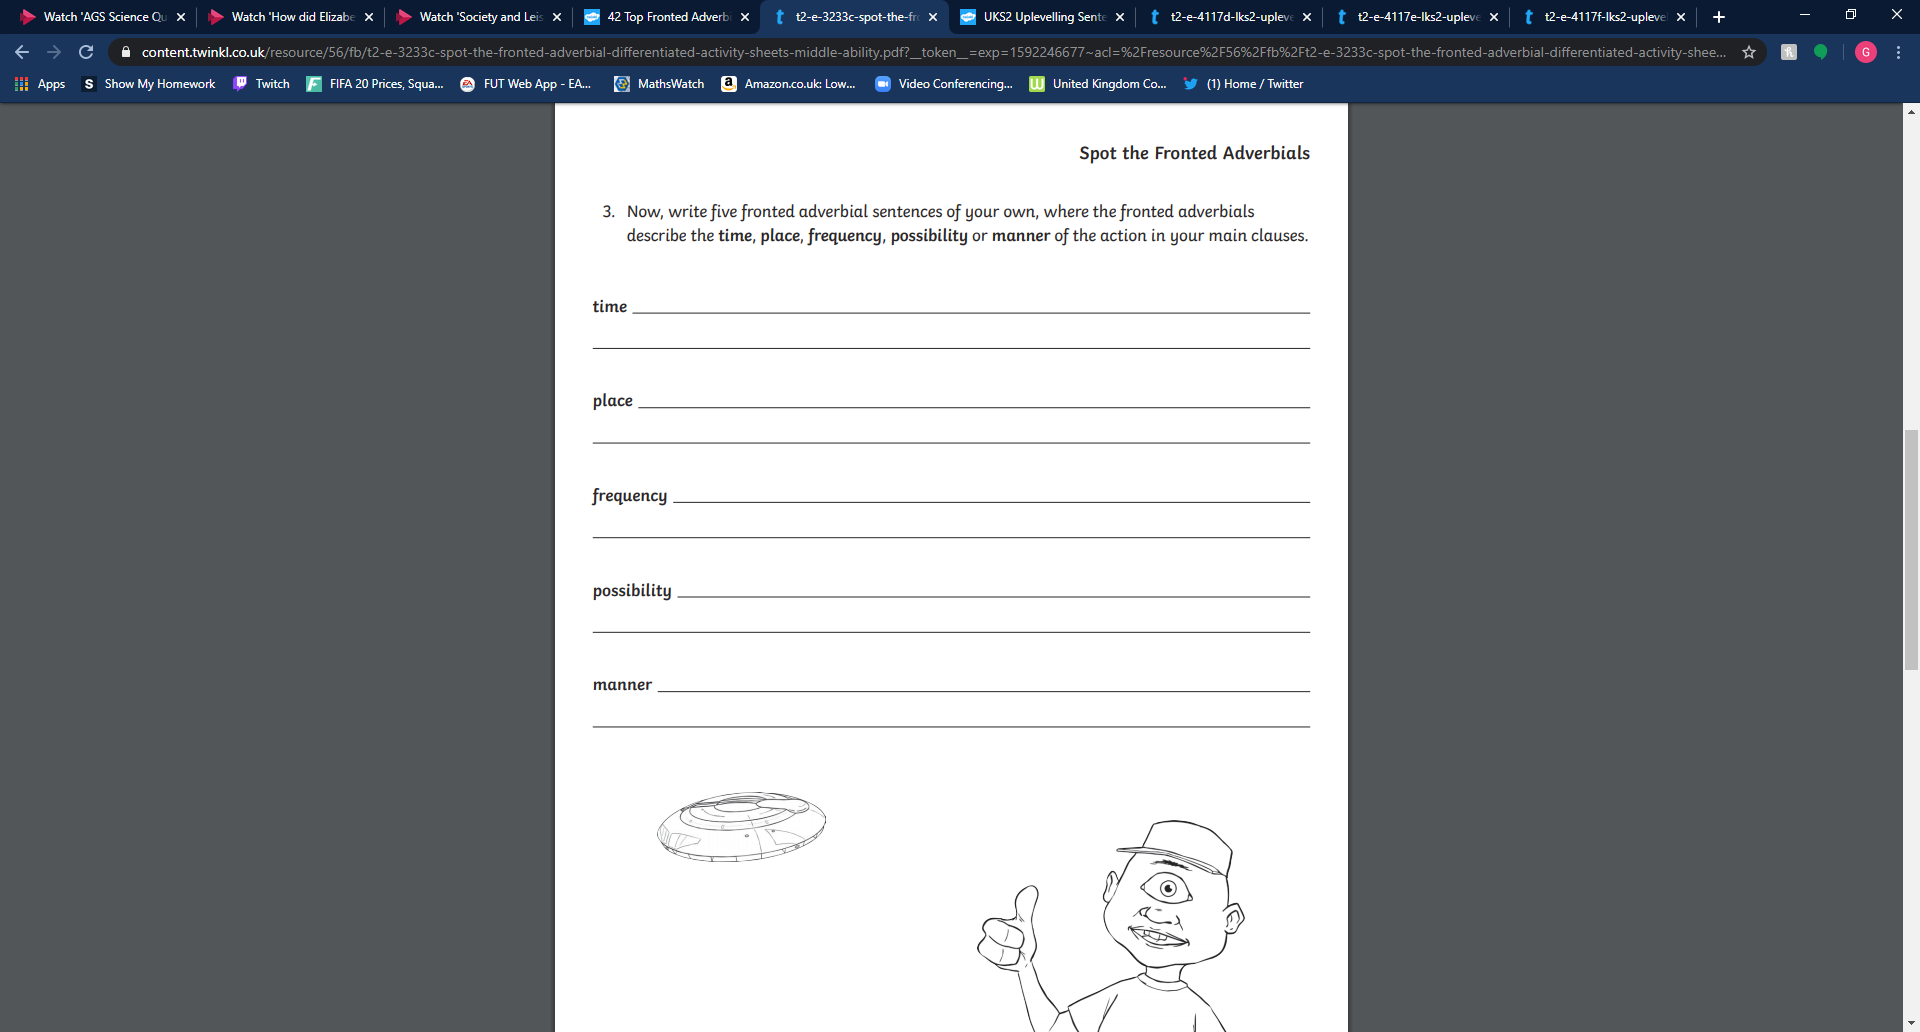 Watch 'AGS Science Qu
Watch 'How did Elizabe
Watch 'Society and Leis
42 Top Fronted Adverbi
t2-e-3233c-spot-the-fro
UKS2 Uplevelling Sente
t2-e-4117d-lks2-upleve
t2-e-4117e-lks2-upleve
t2-e-4117f-lks2-uplevel
content.twinkl.co.uk/resource/56/fb/t2-e-3233c-spot-the-fronted-adverbial-differentiated-activity-sheets-middle-ability.pdf?__token__=exp=1592246677~acl=%2Fresource%2F56%2Ffb%2Ft2-e-3233c-spot-the-fronted-adverbial-differentiated-activity-shee...
G
Apps
S Show My Homework
Twitch
FIFA 20 Prices, Squa...
FUT Web App - EA...
MathsWatch
a Amazon.co.uk: Low...
Video Conferencing...
W United Kingdom Co...
(1) Home / Twitter
Spot the Fronted Adverbials
3. Now, write five fronted adverbial sentences of your own, where the fronted adverbials
describe the time, place, frequency, possibility or manner of the action in your main clauses.
time
place
frequency
possibility
manner